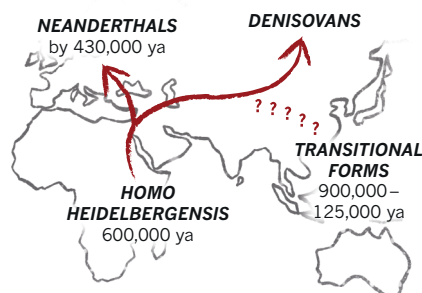 NEANDERTHALS
by 430,000 ya
DENISOVANS
? ? ? ? ?
TRANSITIONAL
FORMS
900,000–
125,000 ya
HOMO
HEIDELBERGENSIS
600,000 ya